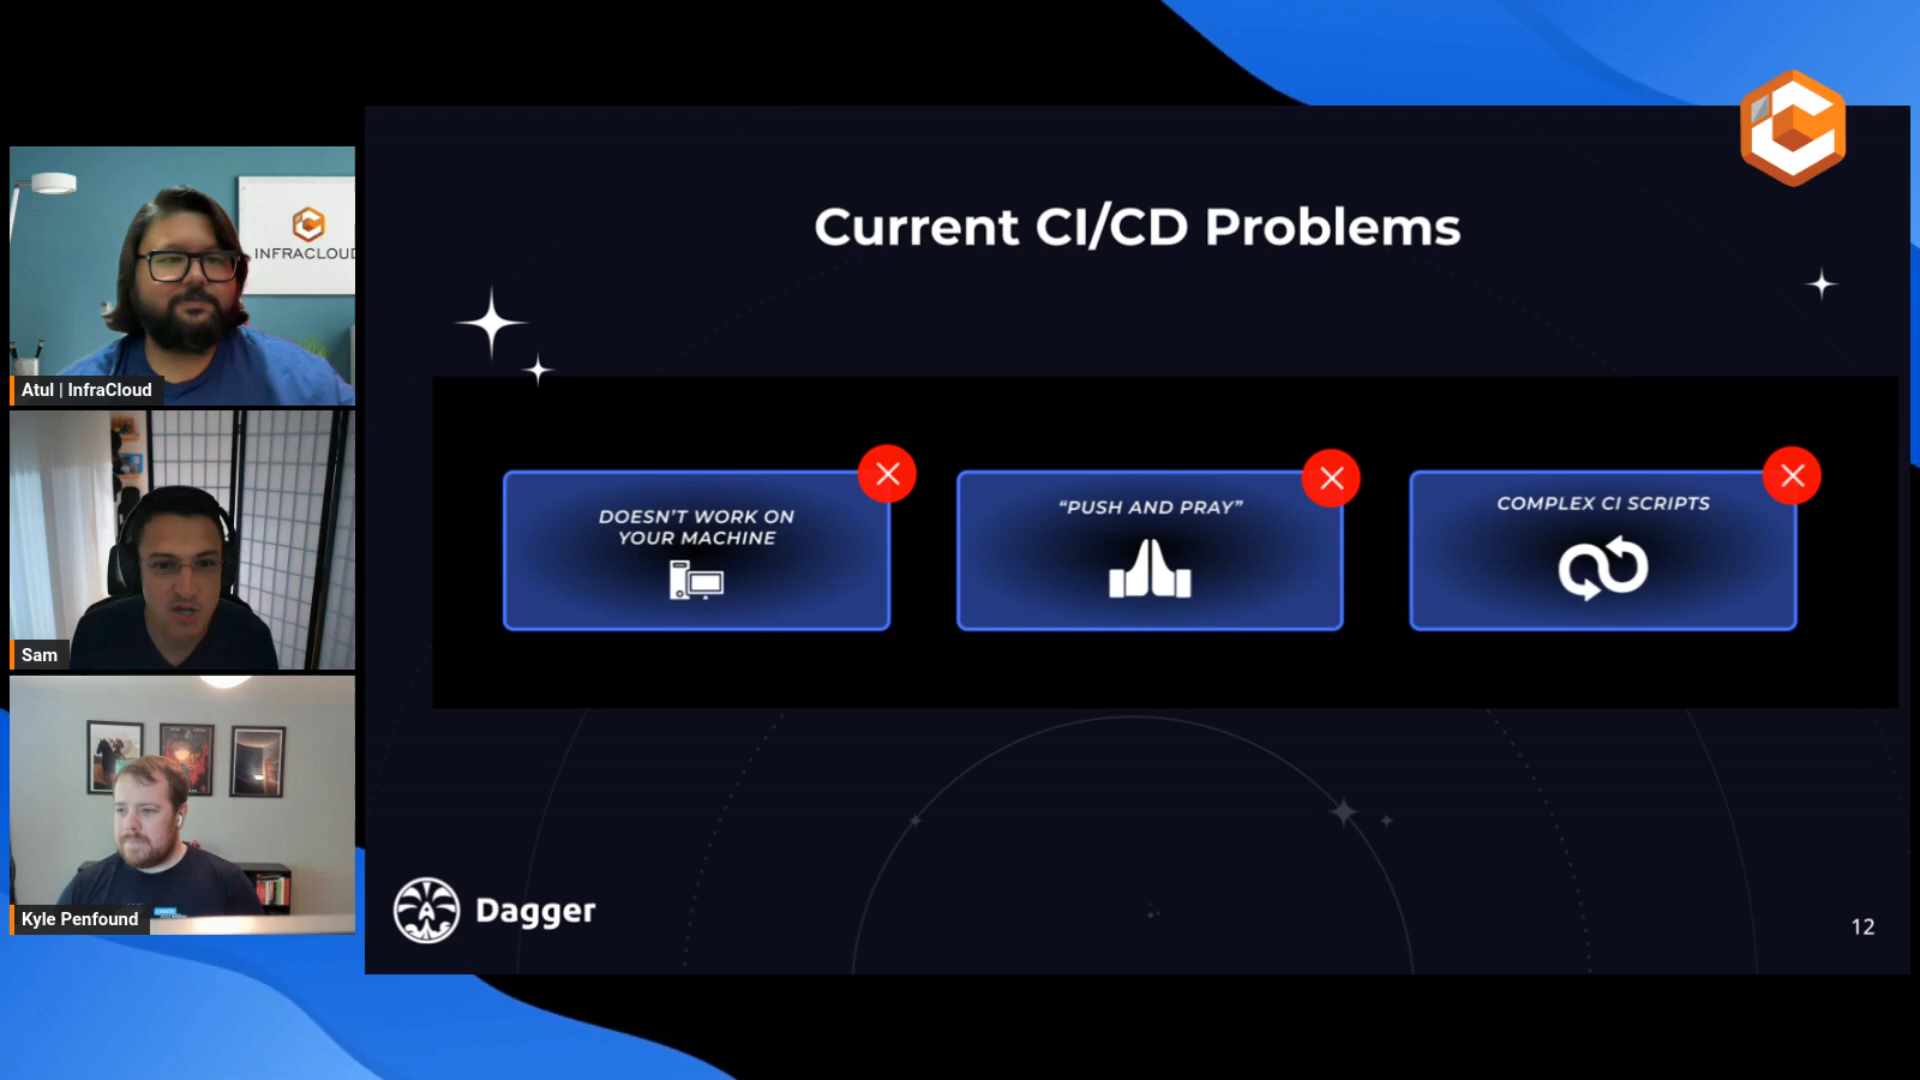 Current CI/CD Problems
INFRACLOUD
Atul | InfraCloud
DOESN'T WORK ON
YOUR MACHINE
“PUSH AND PRAY”
COMPLEX CI SCRIPTS
Sam
Kyle Penfound
Dagger
12